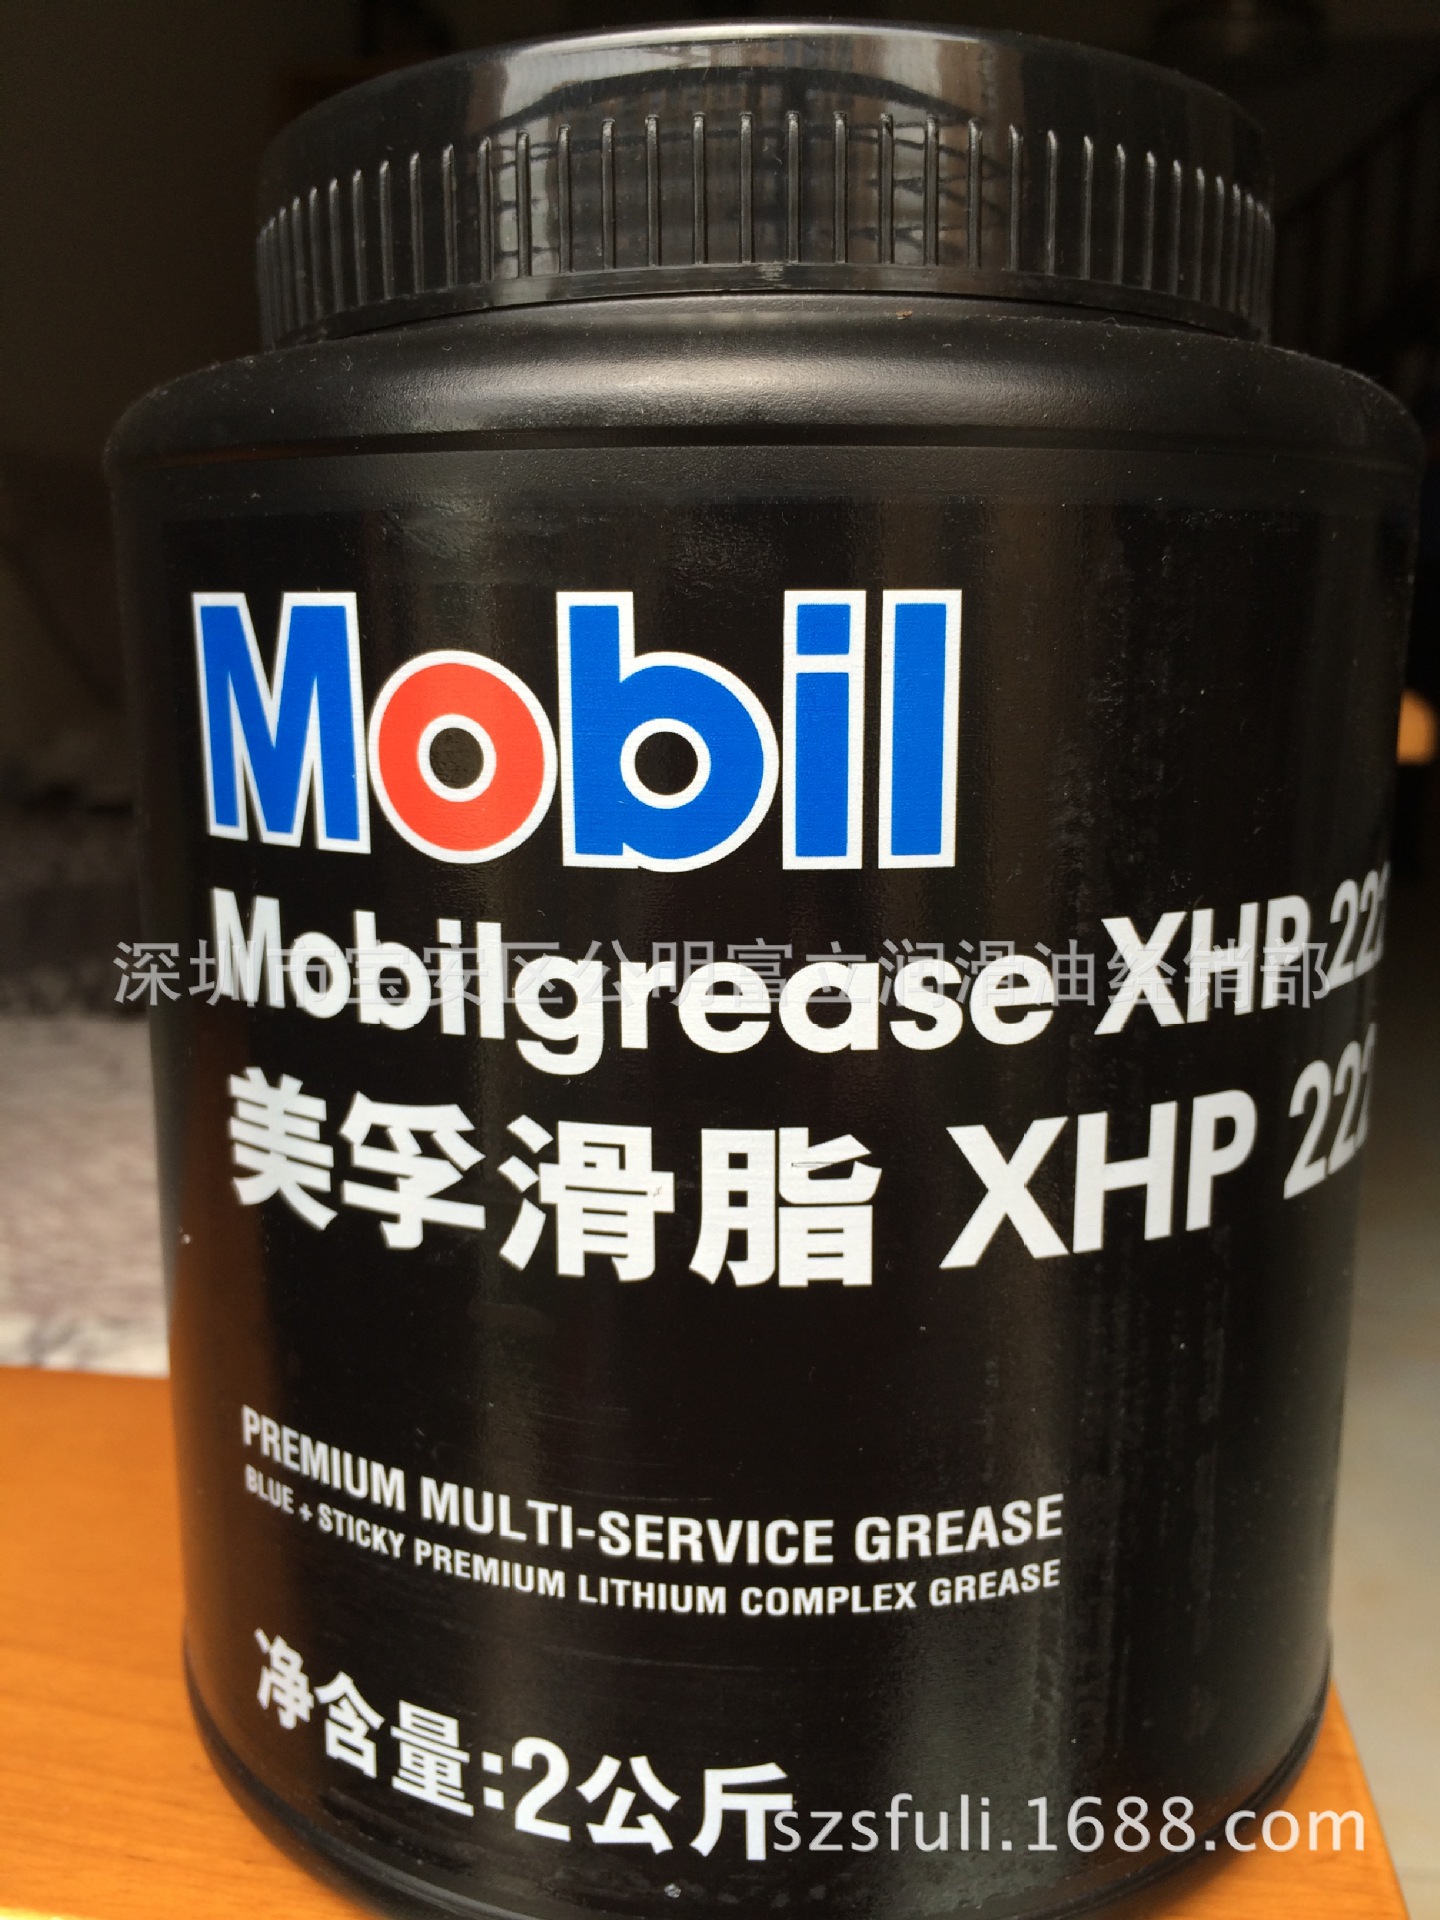 Mobil
Mobilgrease XHP 222
深圳市宝安区公明富立润滑油经销部
美孚滑脂 XHP 222
PREMIUM MULTI-SERVICE GREASE
BLUE + STICKY PREMIUM LITHIUM COMPLEX GREASE
净含量:2公斤
szsfuli.1688.com